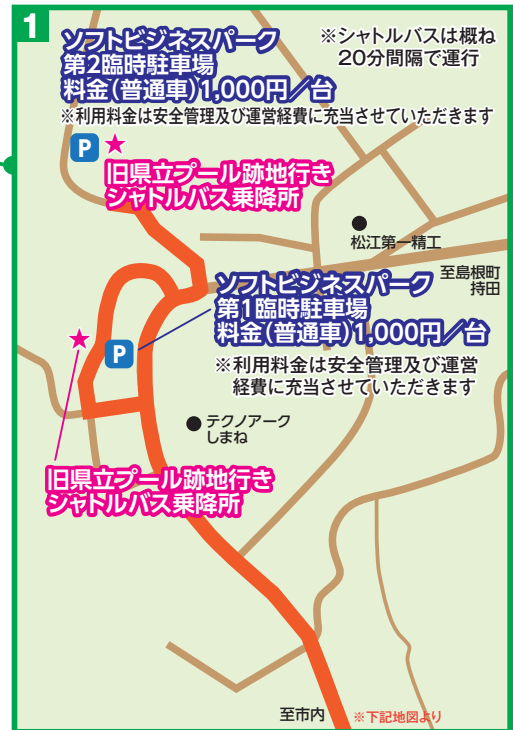 1
ソフトビジネスパーク
第2臨時駐車場
料金(普通車)1,000円／台
※利用料金は安全管理及び運営経費に充当させていただきます
※シャトルバスは概ね
20分間隔で運行
P
旧県立プール跡地行き
シャトルバス乗降所
松江第一精工
至島根町
持田
ソフトビジネスパーク
第1臨時駐車場
料金(普通車)1,000円／台
※利用料金は安全管理及び運営
経費に充当させていただきます
P
テクノアーク
しまね
旧県立プール跡地行き
シャトルバス乗降所
至市内
※下記地図より